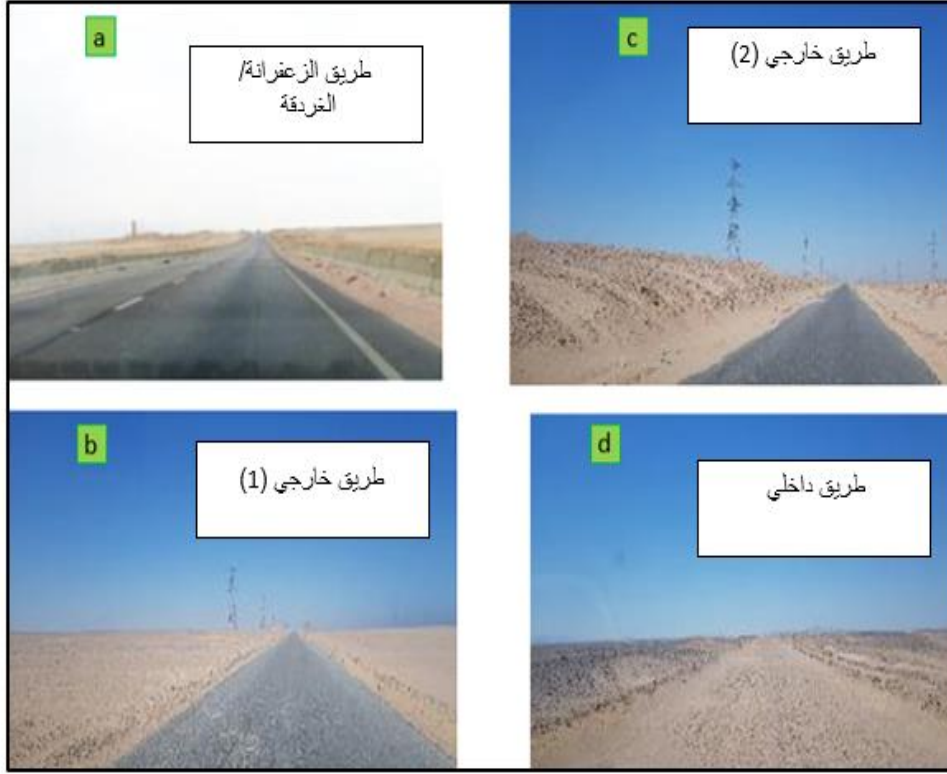 a
طريق الزعفرانة/
الغردقة
c
طريق خارجي (2)
b
طريق خارجي (1)
d
طريق داخلي